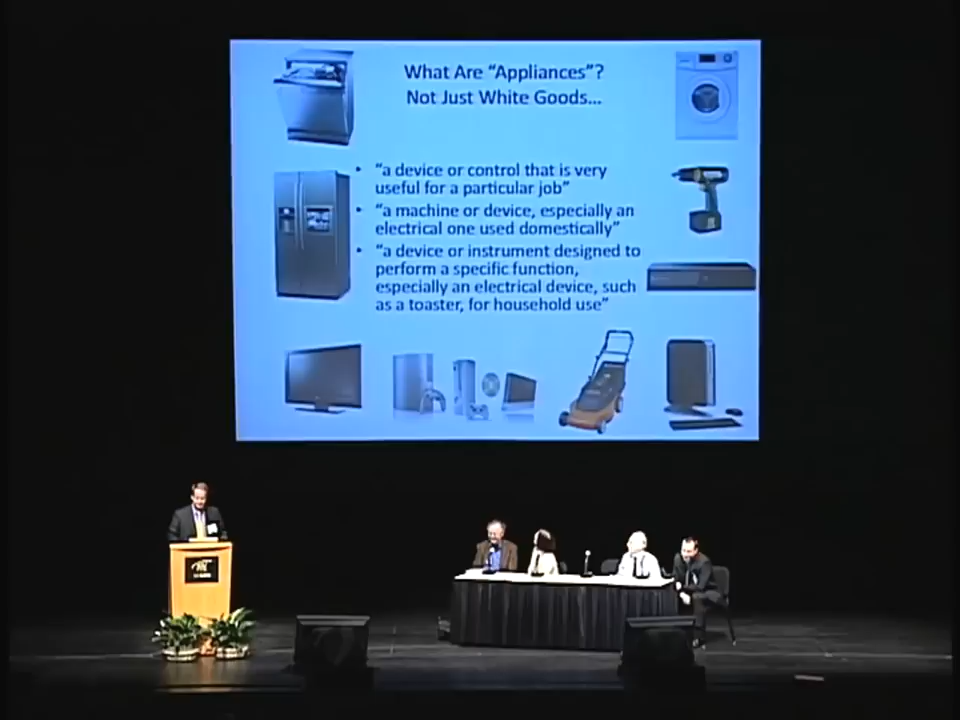 What Are “Appliances”?
Not Just White Goods...
• “a device or control that is very
useful for a particular job”
• “a machine or device, especially an
electrical one used domestically”
• “a device or instrument designed to
perform a specific function,
especially an electrical device, such
as a toaster, for household use”